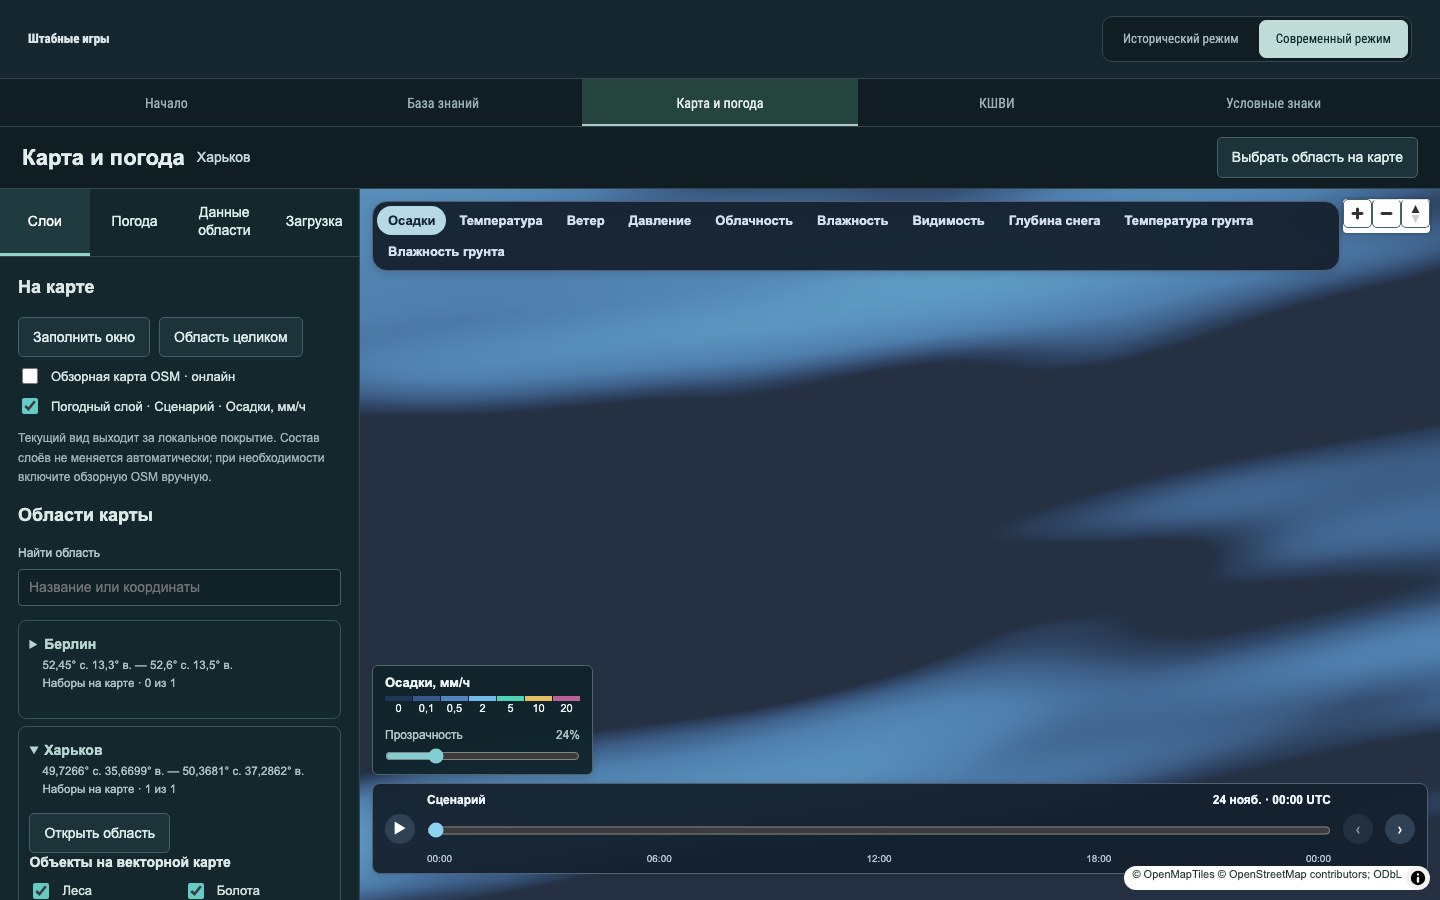 Штабные игры
Исторический режим
Современный режим
Начало
База знаний
Карта и погода
КШВИ
Условные знаки
Карта и погода Харьков
Выбрать область на карте
Слои
Погода
Данные
области
Загрузка
Осадки Температура Ветер Давление Облачность Влажность Видимость Глубина снега Температура грунта
Влажность грунта
На карте
Заполнить окно
Область целиком
Обзорная карта OSM · онлайн
Погодный слой · Сценарий · Осадки, мм/ч
Текущий вид выходит за локальное покрытие. Состав
слоёв не меняется автоматически; при необходимости
включите обзорную OSM вручную.
Области карты
Найти область
Название или координаты
Берлин
52,45° с. 13,3° в. — 52,6° с. 13,5° в.
Наборы на карте · 0 из 1
Харьков
49,7266° с. 35,6699° в. — 50,3681° с. 37,2862° в.
Наборы на карте · 1 из 1
Открыть область
Объекты на векторной карте
Леса
Болота
Осадки, мм/ч
0 0,1 0,5 2 5 10 20
Прозрачность 24%
Сценарий
24 нояб. · 00:00 UTC
00:00 06:00 12:00 18:00 00:00
© OpenMapTiles © OpenStreetMap contributors; ODbL